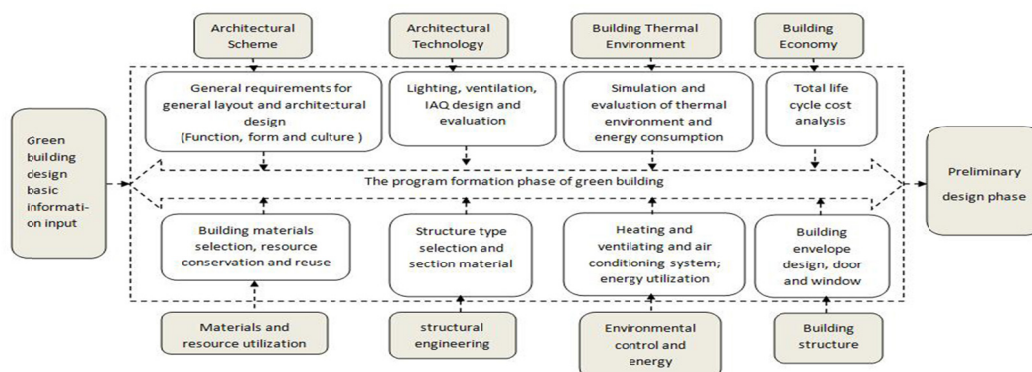 Architectural
Scheme
Architectural
Technology
Building Thermal
Environment
Building
Economy
General requirements for
general layout and architectural
design
(Function, form and culture )
Lighting, ventilation,
IAQ design and
evaluation
Simulation and
evaluation of thermal
environment and
energy consumption
Total life
cycle cost
analysis
Green
building
design
basic
informati-
on input
The program formation phase of green building
Preliminary
design phase
Building materials
selection, resource
conservation and reuse
Structure type
selection and
section material
Heating and
ventilating and air
conditioning system;
energy utilization
Building
envelope
design, door
and window
Materials and
resource utilization
structural
engineering
Environmental
control and
energy
Building
structure